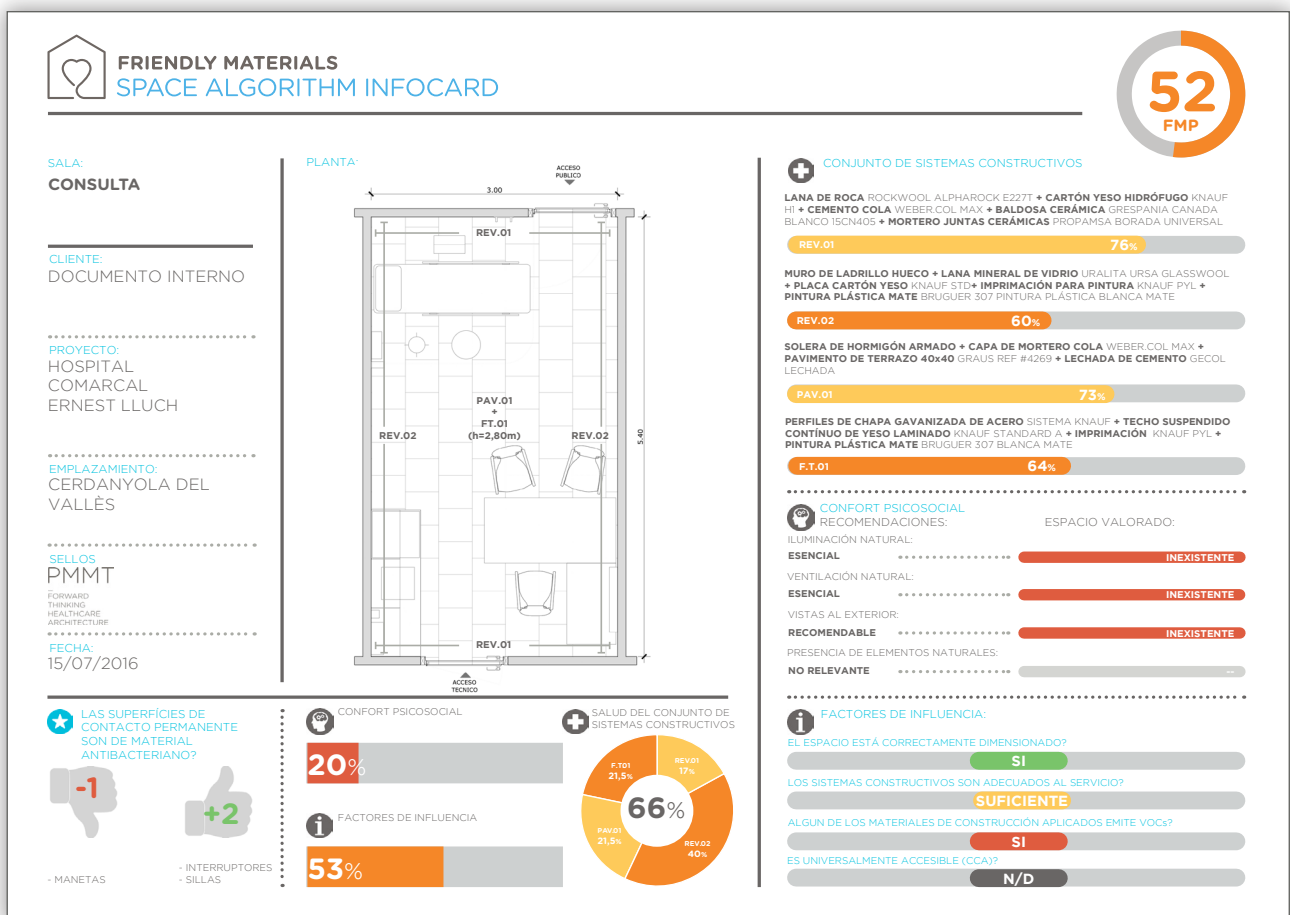 FRIENDLY MATERIALS
SPACE ALGORITHM INFOCARD
52
FMP
SALA:
CONSULTA
CLIENTE:
DOCUMENTO INTERNO
PROYECTO:
HOSPITAL
COMARCAL
ERNEST LLUCH
EMPLAZAMIENTO:
CERDANYOLA DEL
VALLÈS
SELLOS
PMMT
FORWARD
THINKING
HEALTHCARE
ARCHITECTURE
FECHA:
15/07/2016
PLANTA:
ACCESO
PUBLICO
3.00
REV.01
PAV.01
+
FT.01
(h=2,80m)
REV.02
REV.02
5.40
REV.01
ACCESO
TECNICO
CONJUNTO DE SISTEMAS CONSTRUCTIVOS
LANA DE ROCA ROCKWOOL ALPHAROCK E227T + CARTÓN YESO HIDRÓFUGO KNAUF
H1 + CEMENTO COLA WEBER.COL MAX + BALDOSA CERÁMICA GRESPANIA CANADA
BLANCO 15CN405 + MORTERO JUNTAS CERÁMICAS PROPAMSA BORADA UNIVERSAL
REV.01 76%
MURO DE LADRILLO HUECO + LANA MINERAL DE VIDRIO URALITA URSA GLASSWOOL
+ PLACA CARTÓN YESO KNAUF STD+ IMPRIMACIÓN PARA PINTURA KNAUF PYL +
PINTURA PLÁSTICA MATE BRUGUER 307 PINTURA PLÁSTICA BLANCA MATE
REV.02 60%
SOLERA DE HORMIGÓN ARMADO + CAPA DE MORTERO COLA WEBER.COL MAX +
PAVIMENTO DE TERRAZO 40x40 GRAUS REF #4269 + LECHADA DE CEMENTO GECOL
LECHADA
PAV.01 73%
PERFILES DE CHAPA GAVANIZADA DE ACERO SISTEMA KNAUF + TECHO SUSPENDIDO
CONTÍNUO DE YESO LAMINADO KNAUF STANDARD A + IMPRIMACIÓN KNAUF PYL +
PINTURA PLÁSTICA MATE BRUGUER 307 BLANCA MATE
F.T.01 64%
CONFORT PSICOSOCIAL
RECOMENDACIONES: ESPACIO VALORADO:
ILUMINACIÓN NATURAL:
ESENCIAL INEXISTENTE
VENTILACIÓN NATURAL:
ESENCIAL INEXISTENTE
VISTAS AL EXTERIOR:
RECOMENDABLE INEXISTENTE
PRESENCIA DE ELEMENTOS NATURALES:
NO RELEVANTE --
LAS SUPERFÍCIES DE
CONTACTO PERMANENTE
SON DE MATERIAL
ANTIBACTERIANO?
-1
+2
- MANETAS
- INTERRUPTORES
- SILLAS
CONFORT PSICOSOCIAL
20%
FACTORES DE INFLUENCIA
53%
SALUD DEL CONJUNTO DE
SISTEMAS CONSTRUCTIVOS
F.T01
21,5%
REV.01
17%
66%
PAV.01
21,5%
REV.02
40%
FACTORES DE INFLUENCIA:
EL ESPACIO ESTÁ CORRECTAMENTE DIMENSIONADO?
SI
LOS SISTEMAS CONSTRUCTIVOS SON ADECUADOS AL SERVICIO?
SUFICIENTE
ALGUN DE LOS MATERIALES DE CONSTRUCCIÓN APLICADOS EMITE VOCs?
SI
ES UNIVERSALMENTE ACCESIBLE (CCA)?
N/D